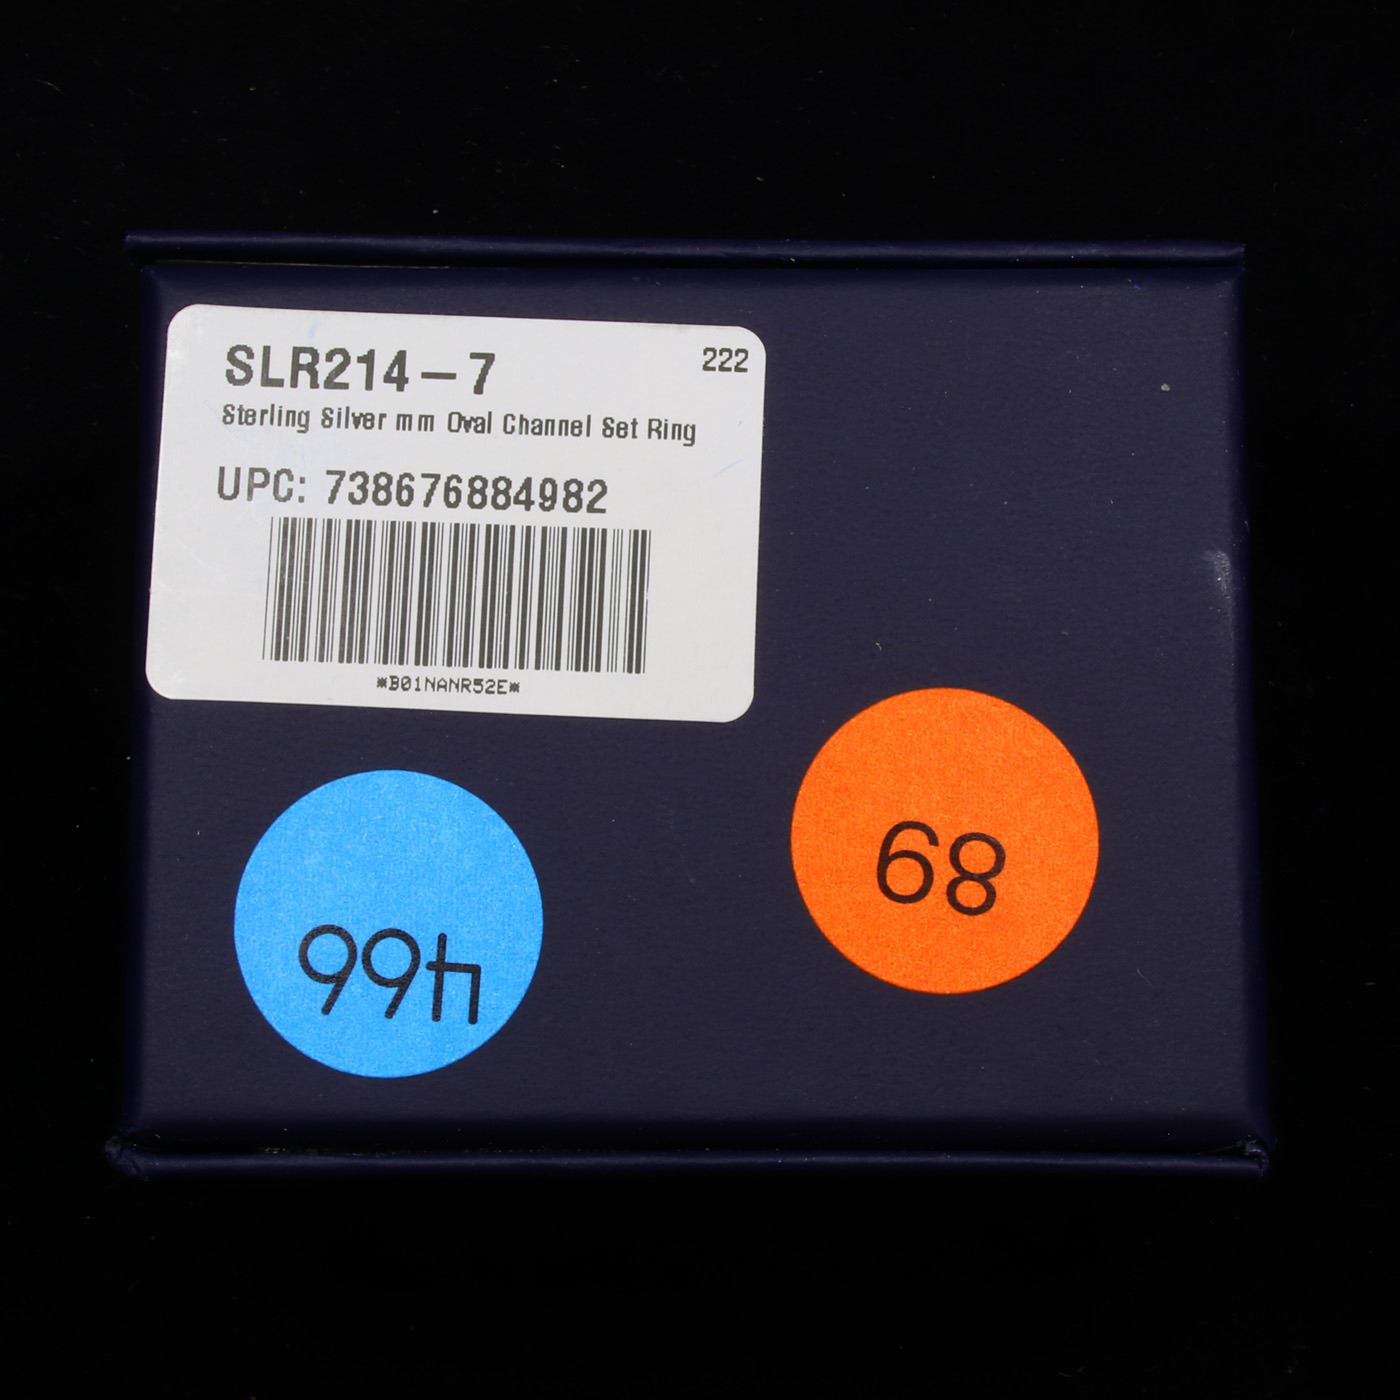 SLR214-7
222
Sterling Silver mm Oval Channel Set Ring
UPC: 738676884982
*B01NANR52E*
68
466